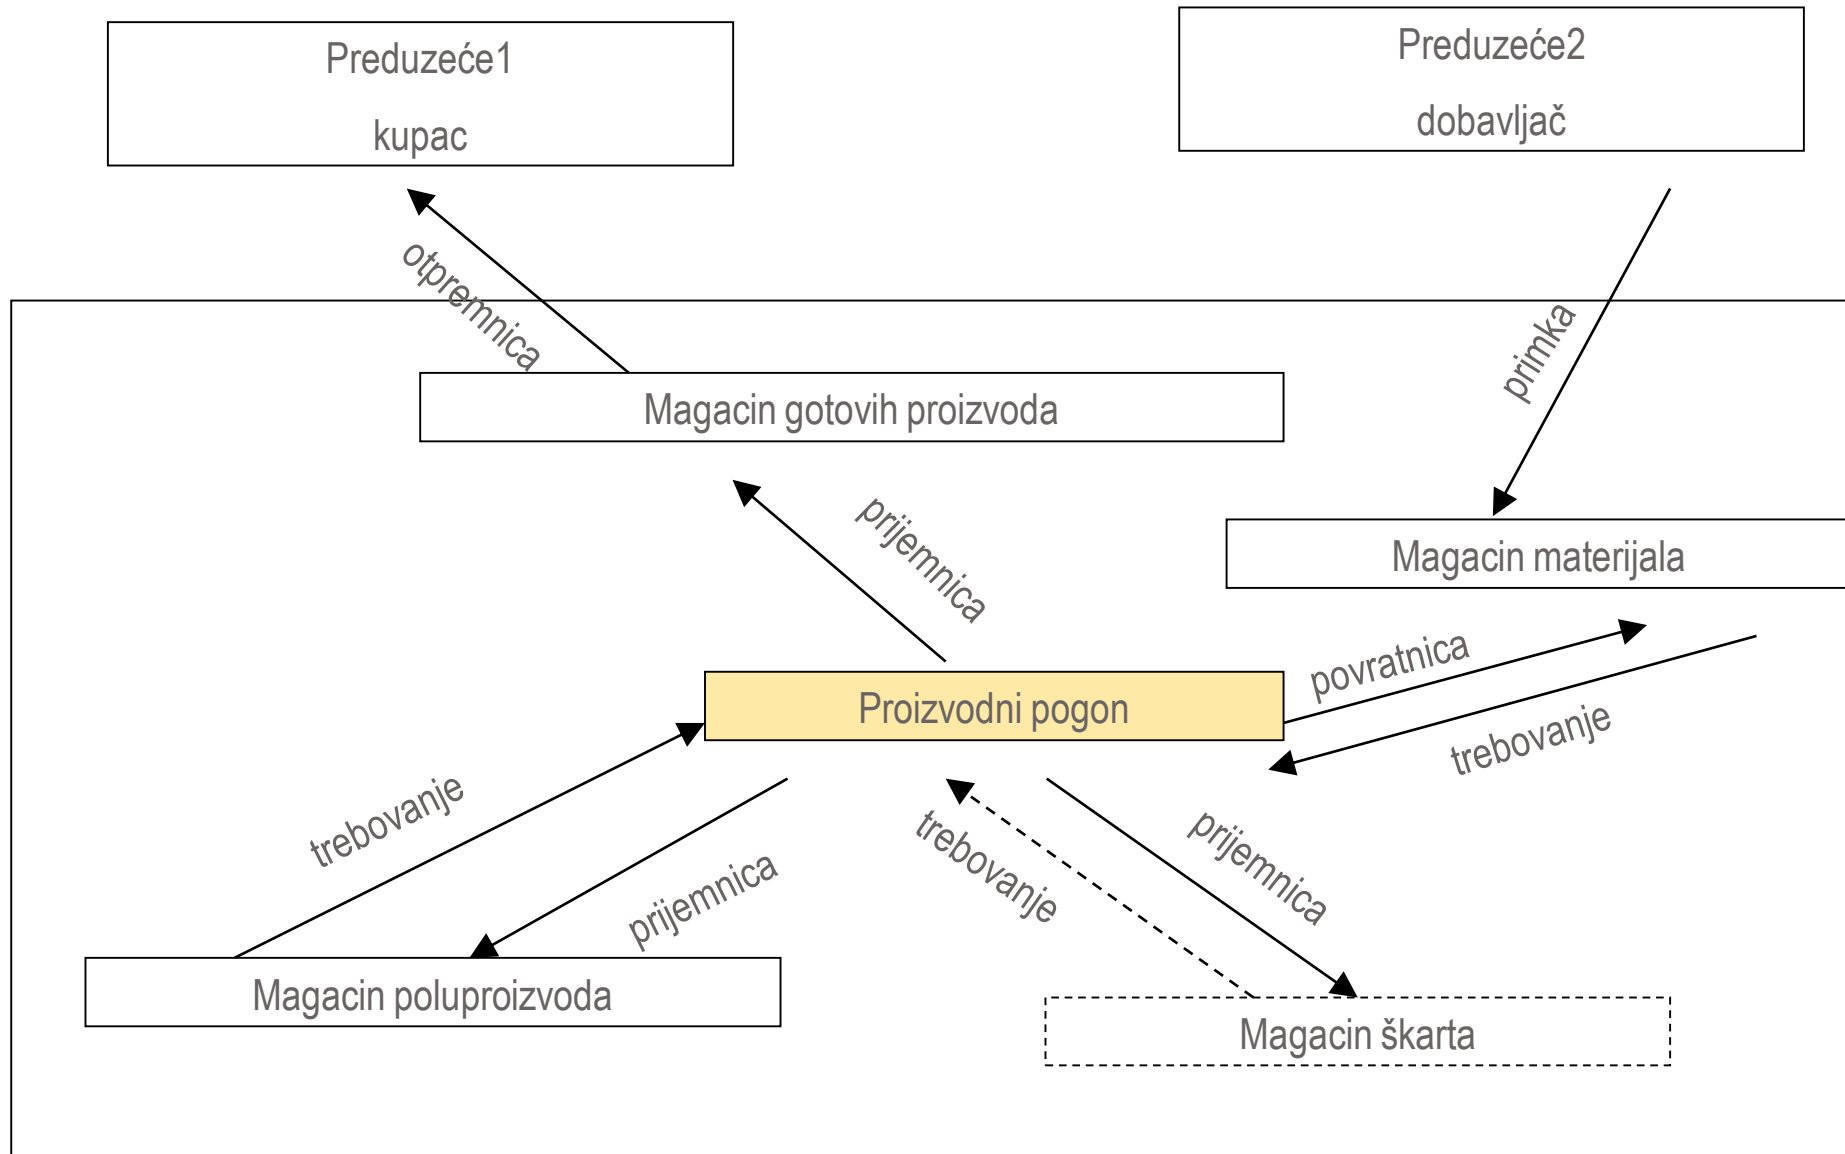 Preduzeće1
kupac
Preduzeće2
dobavljač
otpremnica
primka
Magacin gotovih proizvoda
prijemnica
Magacin materijala
povratnica
trebovanje
Proizvodni pogon
trebovanje
prijemnica
trebovanje
prijemnica
Magacin poluproizvoda
Magacin škarta